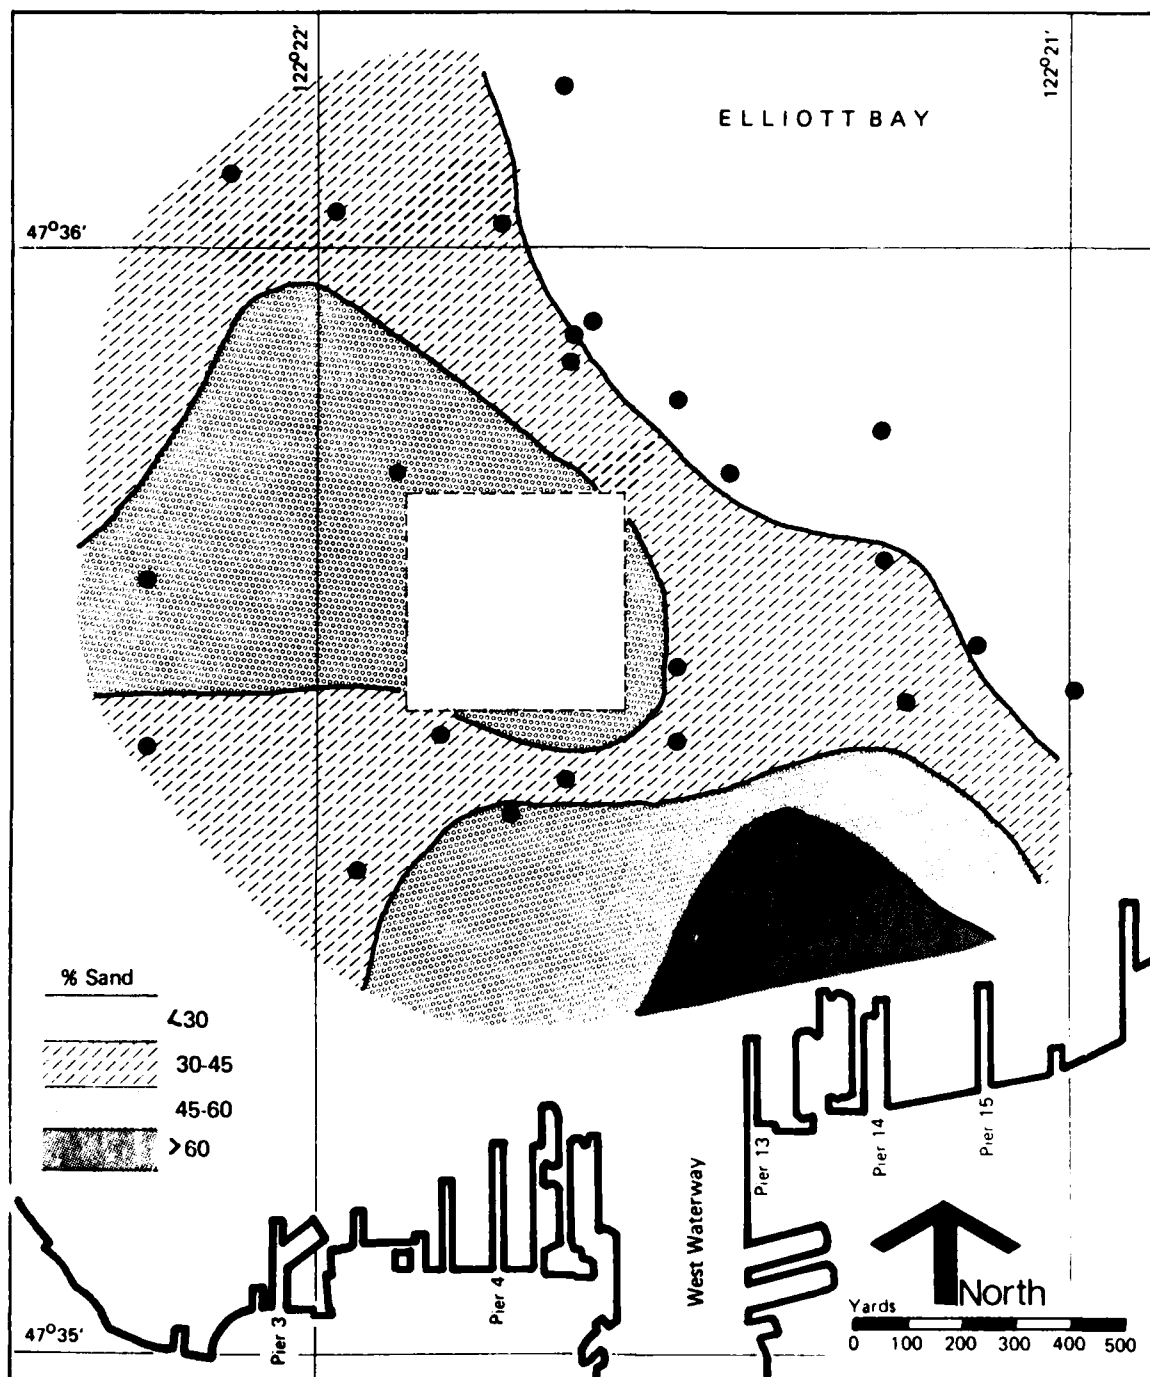 122°22'
122°21'
ELLIOTT BAY
47°36'
% Sand
<30
30-45
45-60
>60
Pier 13
Pier 14
Pier 15
West Waterway
Pier 4
Pier 3
North
Yards
0 100 200 300 400 500
47°35'